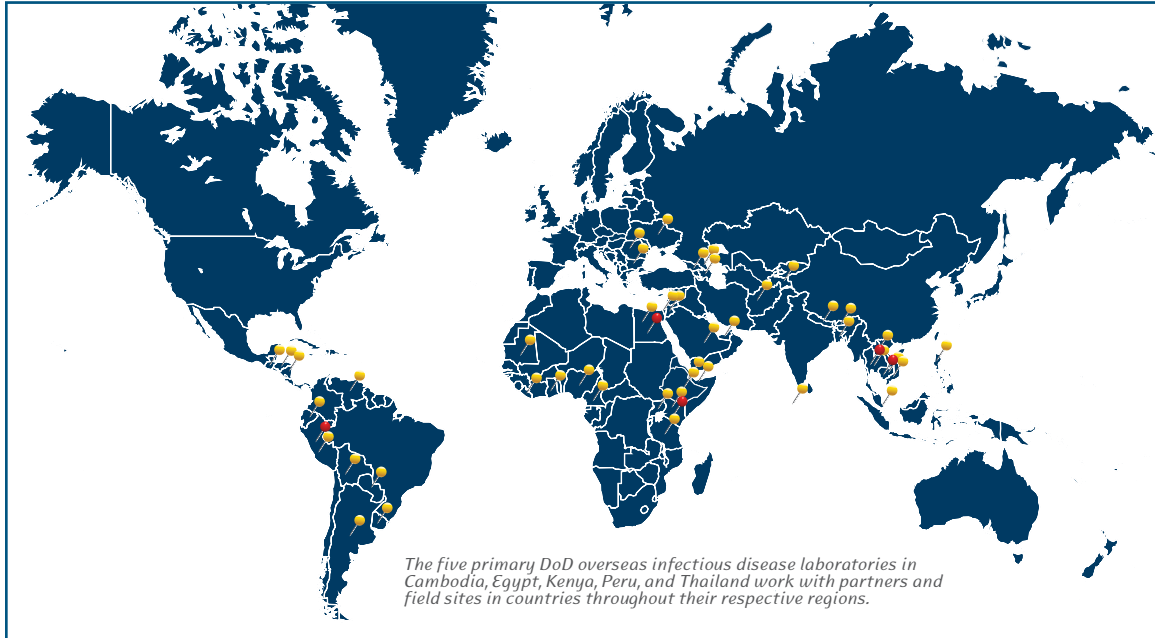 The five primary DoD overseas infectious disease laboratories in
Cambodia, Egypt, Kenya, Peru, and Thailand work with partners and
field sites in countries throughout their respective regions.